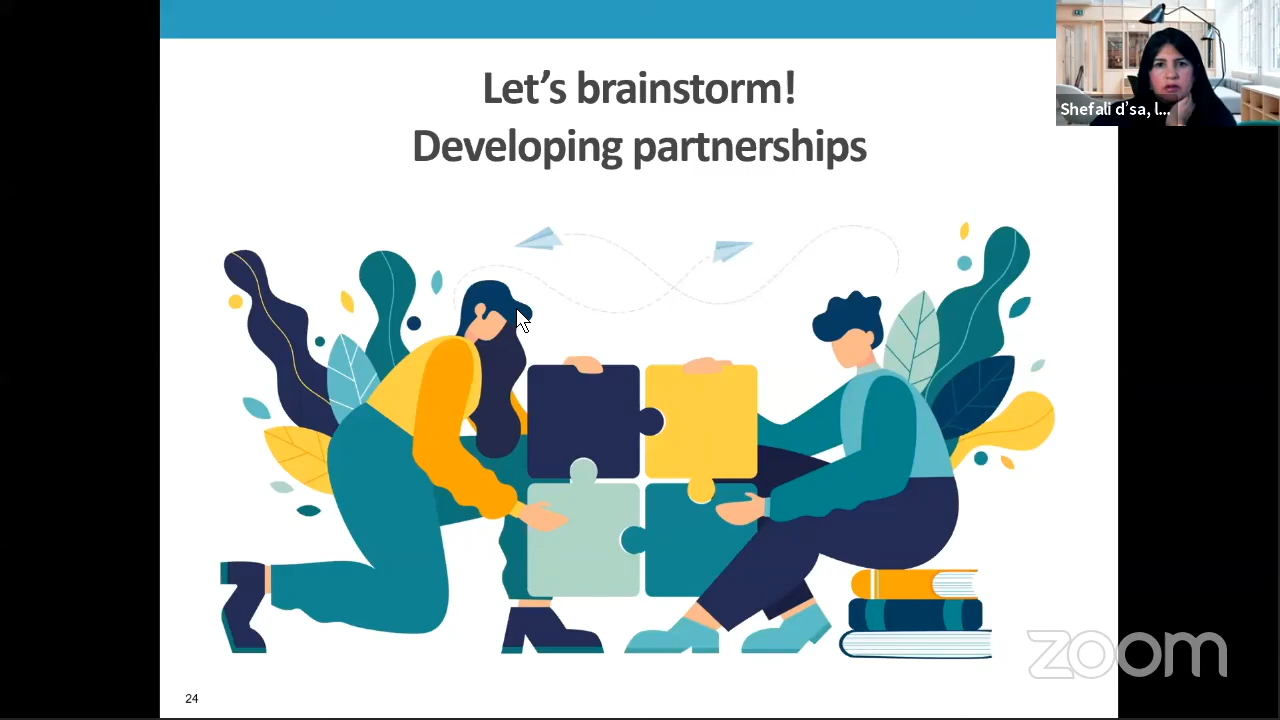 Let's brainstorm!
Developing partnerships
Shefali d'sa, l...
zoom
24